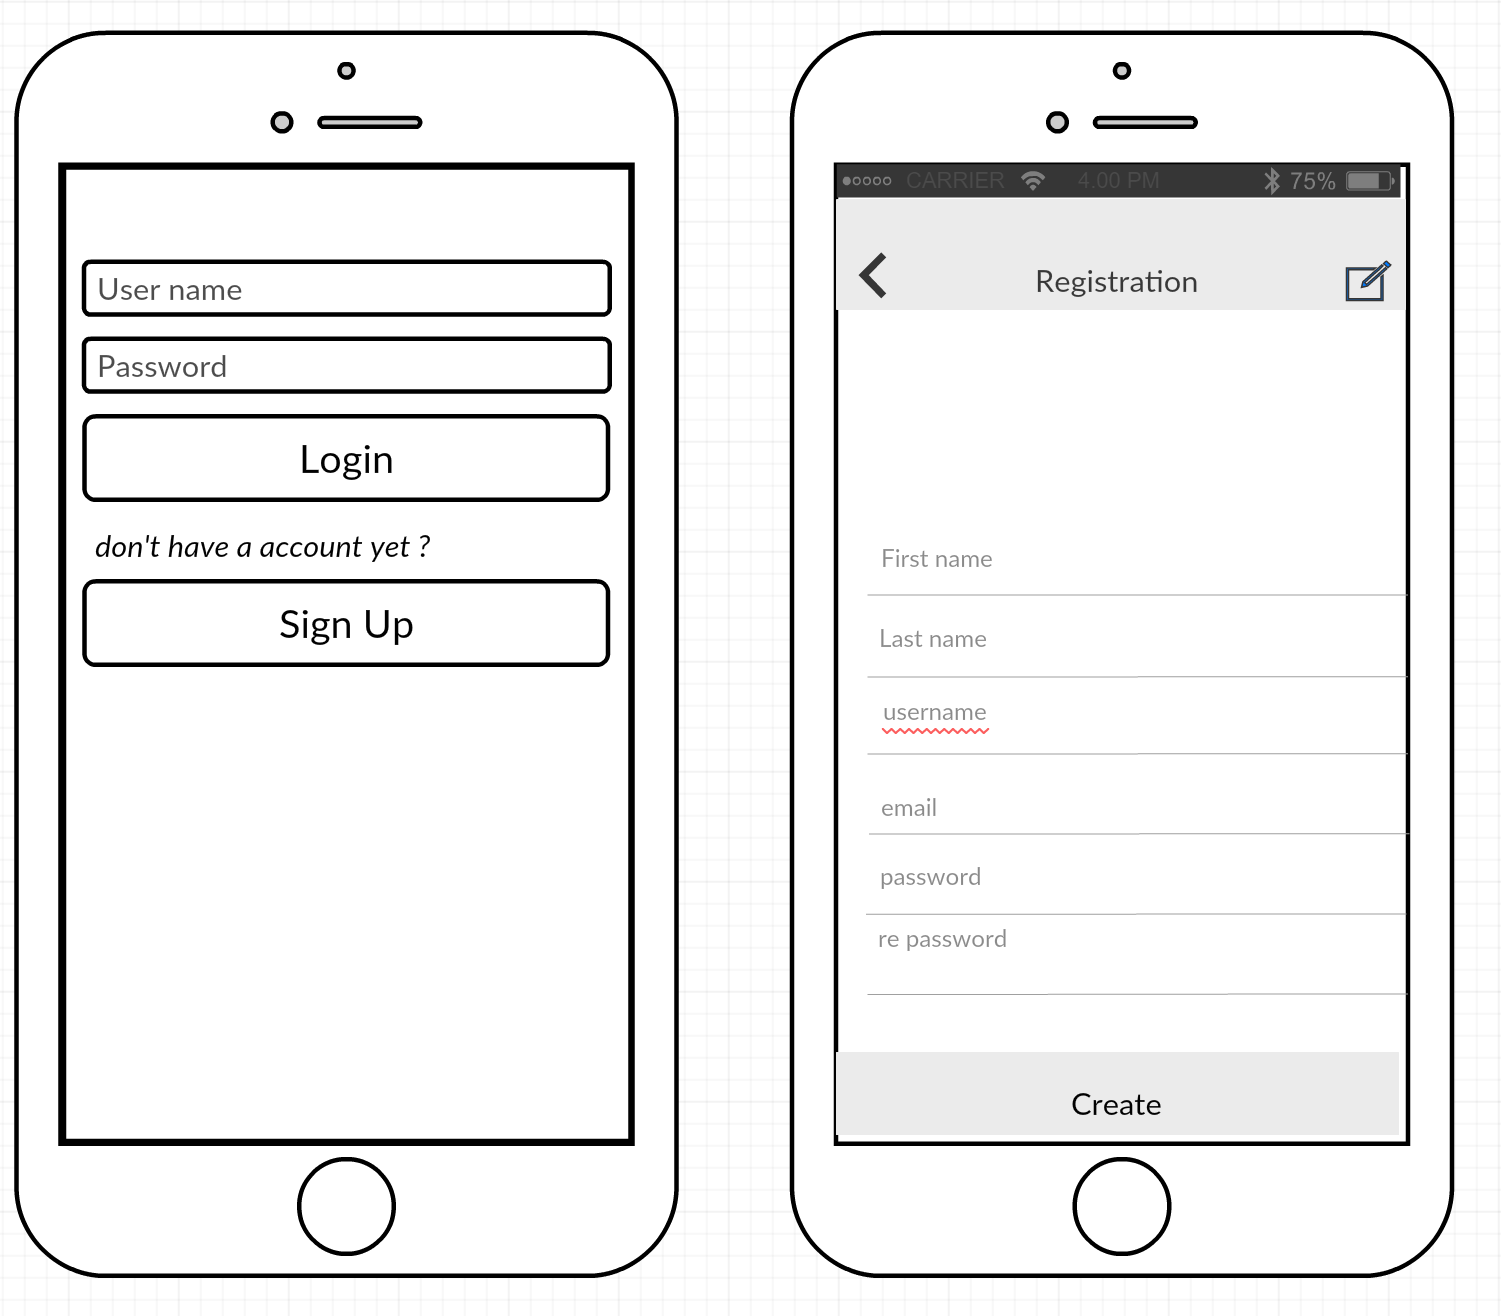 User name
Password
Login
don't have a account yet ?
Sign Up
CARRIER 4.00 PM 75%
Registration
First name
Last name
username
email
password
re password
Create